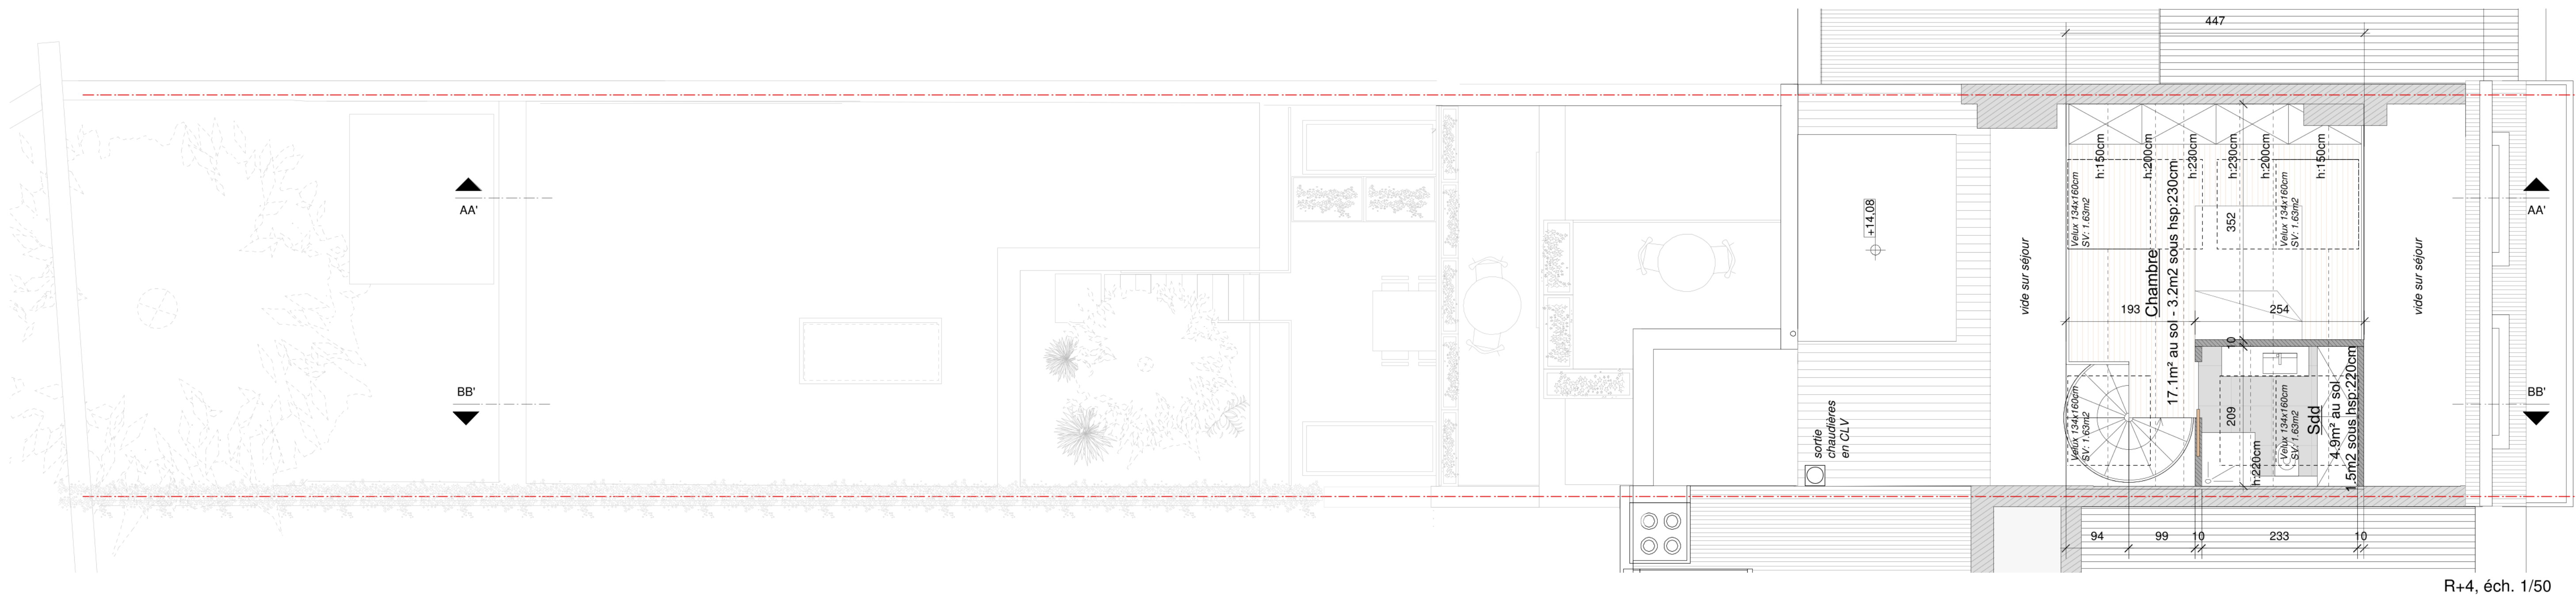 447
AA'
BB'
+14.08
sortie
chaudières
en CLV
vide sur séjour
h:150cm
h:200cm
h:230cm
h:230cm
h:200cm
h:150cm
Velux 134x160cm
SV: 1.63m2
352
Velux 134x160cm
SV: 1.63m2
Chambre
17.1m² au sol - 3.2m2 sous hsp:230cm
193
254
10
Velux 134x160cm
SV: 1.63m2
209
Velux 134x160cm
SV: 1.63m2
Sdd
4.9m² au sol
1.5m2 sous hsp:220cm
h:220cm
vide sur séjour
94
99
10
233
10
AA'
BB'
R+4, éch. 1/50